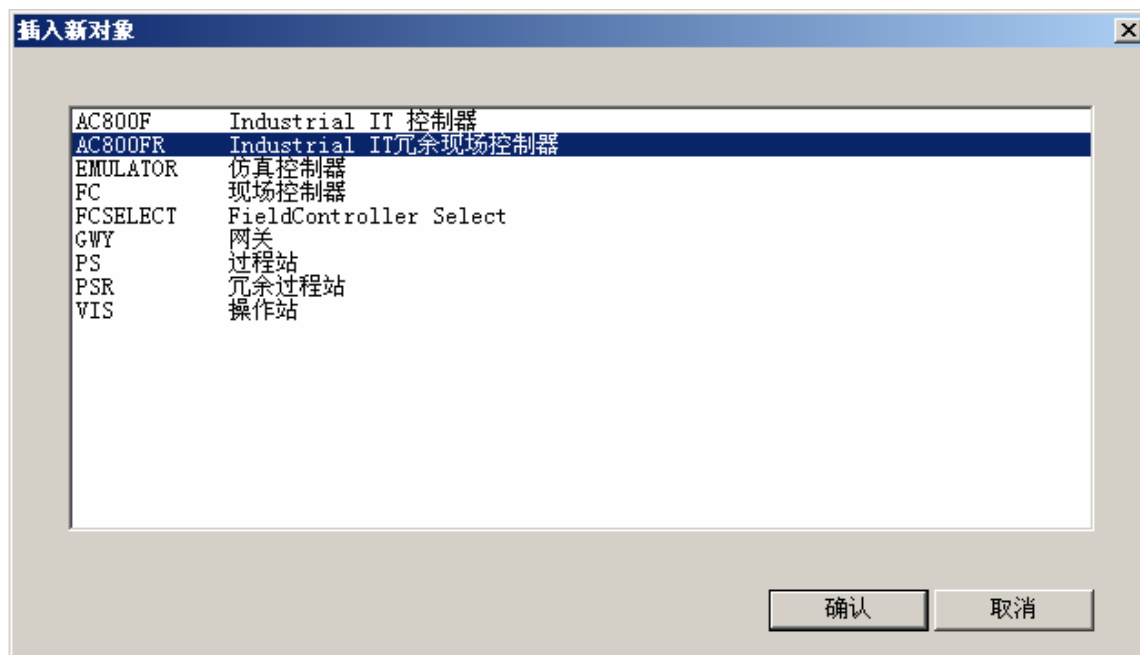 插入新对象
AC800F Industrial IT 控制器
AC800FR Industrial IT冗余现场控制器
EMULATOR 仿真控制器
FC 现场控制器
FCSELECT FieldController Select
GWY 网关
PS 过程站
PSR 冗余过程站
VIS 操作站
确认 取消